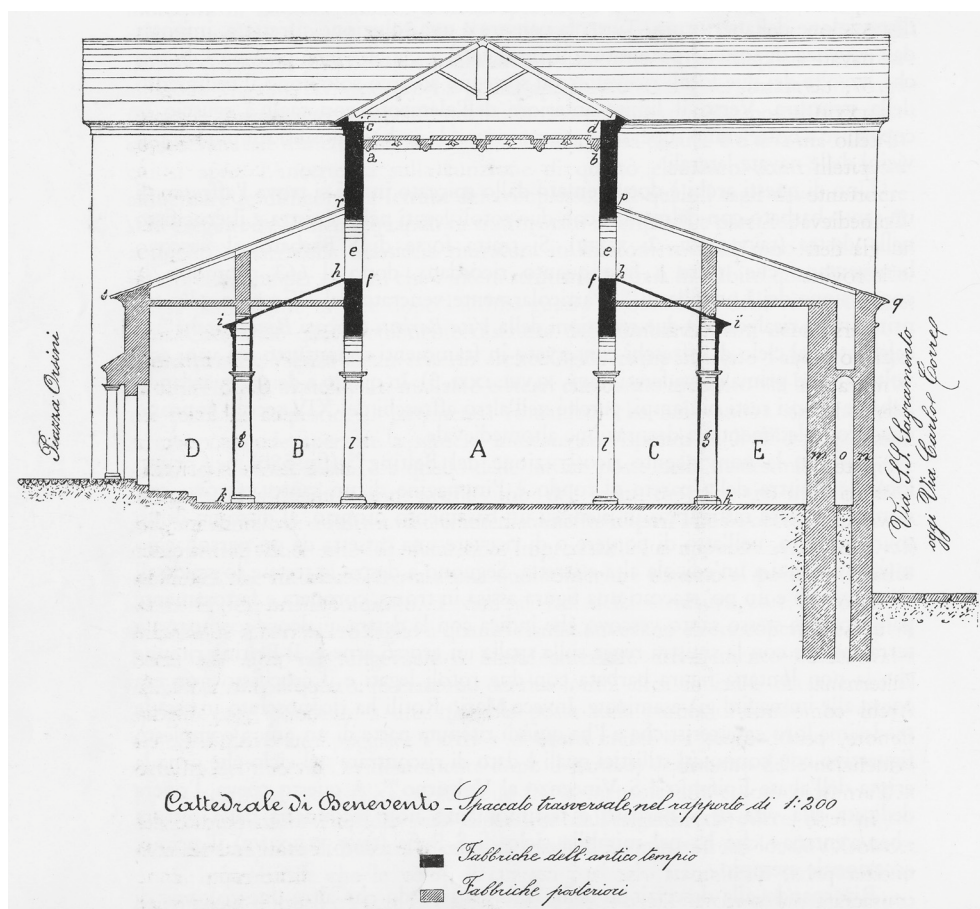 c d
a b
r p
e e
h f f h
s q
i i
Piazza Orsini
D g B l A l C g E m o n
k k
Via S.S. Sagramento
oggi Via Carlo Torre
Cattedrale di Benevento - Spaccato trasversale, nel rapporto di 1:200
Fabbriche dell'antico tempio
Fabbriche posteriori